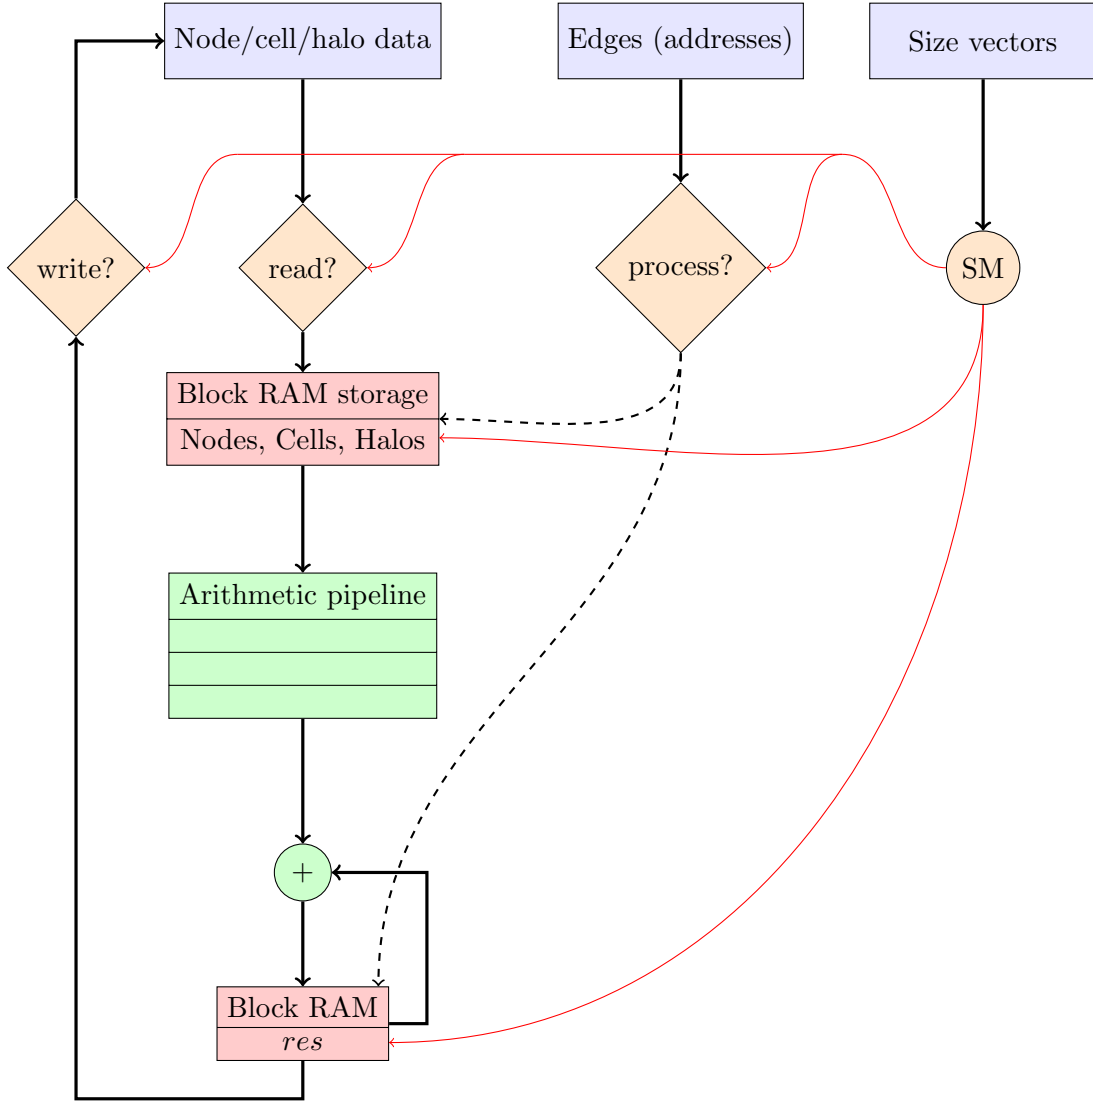 Node/cell/halo data
Edges (addresses)
Size vectors
write?
read?
process?
SM
Block RAM storage
Nodes, Cells, Halos
Arithmetic pipeline
+
Block RAM
res